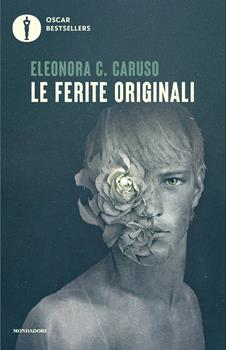 OSCAR
BESTSELLERS
ELEONORA C. CARUSO
LE FERITE ORIGINALI
MONDADORI